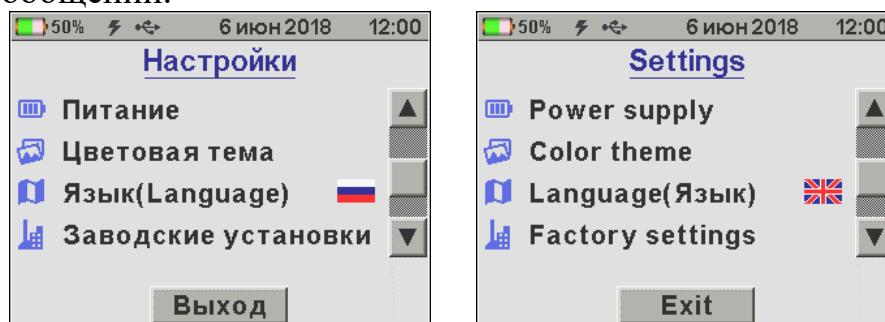 50% 6 июн 2018 12:00
Настройки
Питание
Цветовая тема
Язык(Language)
Заводские установки
Выход
50% 6 июн 2018 12:00
Settings
Power supply
Color theme
Language(Язык)
Factory settings
Exit